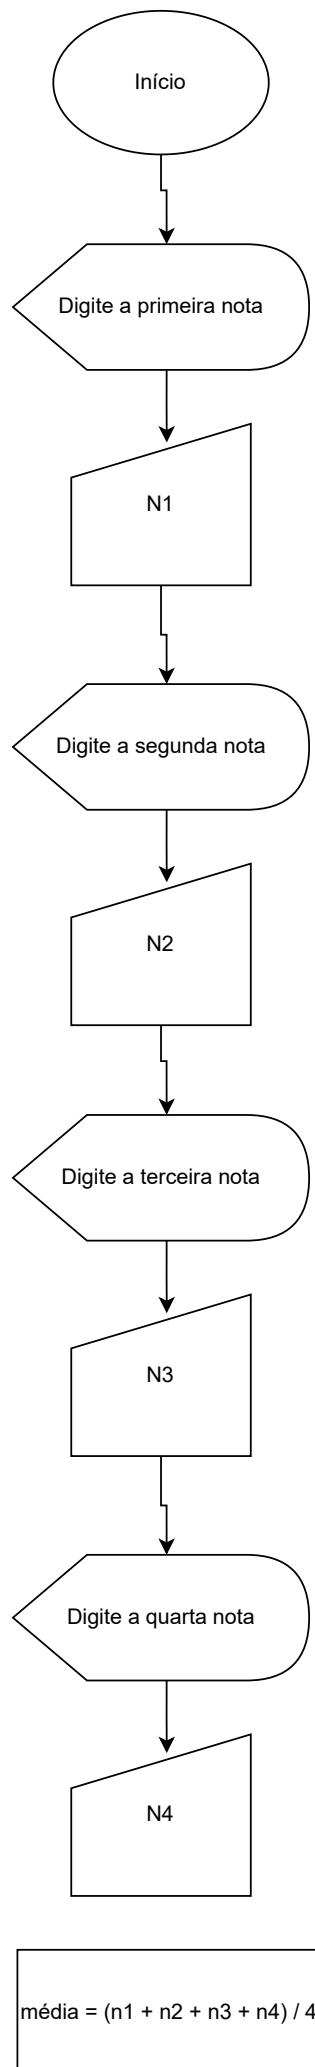 Início
Digite a primeira nota
N1
Digite a segunda nota
N2
Digite a terceira nota
N3
Digite a quarta nota
N4
média = (n1 + n2 + n3 + n4) / 4